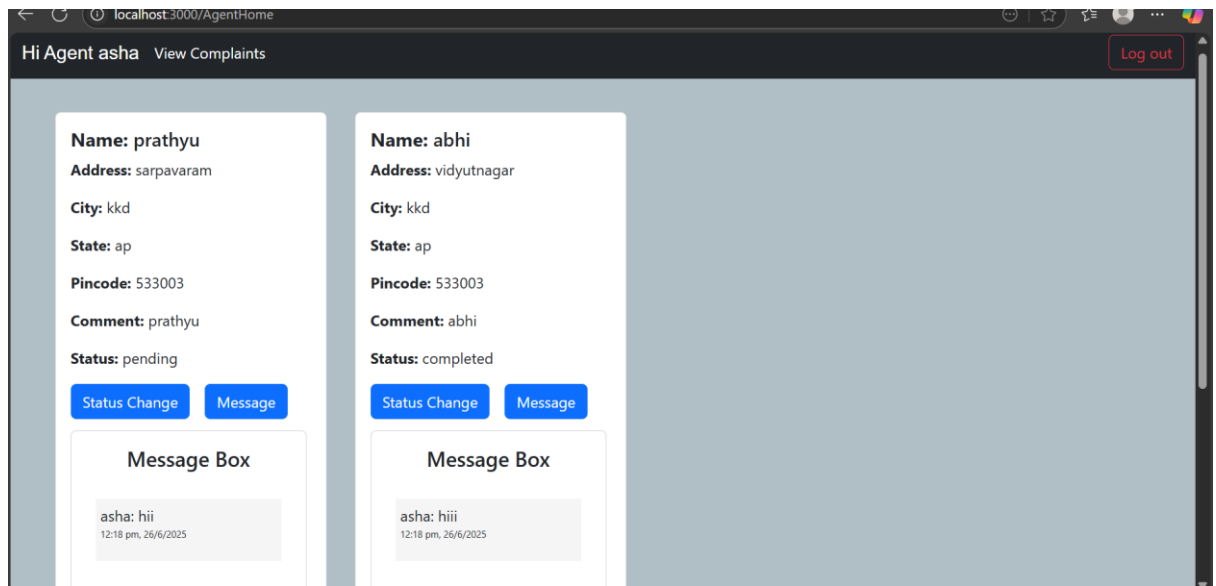 localhost:3000/AgentHome
Hi Agent asha View Complaints Log out
Name: prathyu
Address: sarpavaram
City: kkd
State: ap
Pincode: 533003
Comment: prathyu
Status: pending
Status Change Message
Message Box
asha: hii
12:18 pm, 26/6/2025
Name: abhi
Address: vidyutnagar
City: kkd
State: ap
Pincode: 533003
Comment: abhi
Status: completed
Status Change Message
Message Box
asha: hiii
12:18 pm, 26/6/2025